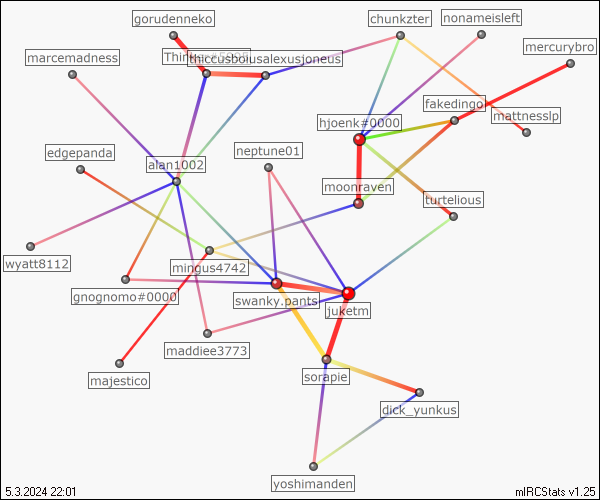 gorudenneko
chunkzter
nonameisleft
mercurybro
marcemadness
thiccusboiusalexusjoneus
fakedingo
mattnesslp
hjoenk#0000
edgepanda
alan1002
neptune01
moonraven
turtelious
wyatt8112
mingus4742
gnognomo#0000
swanky.pants
juketm
maddiee3773
majestico
sorapie
dick_yunkus
yoshimanden
5.3.2024 22:01
mIRCStats v1.25